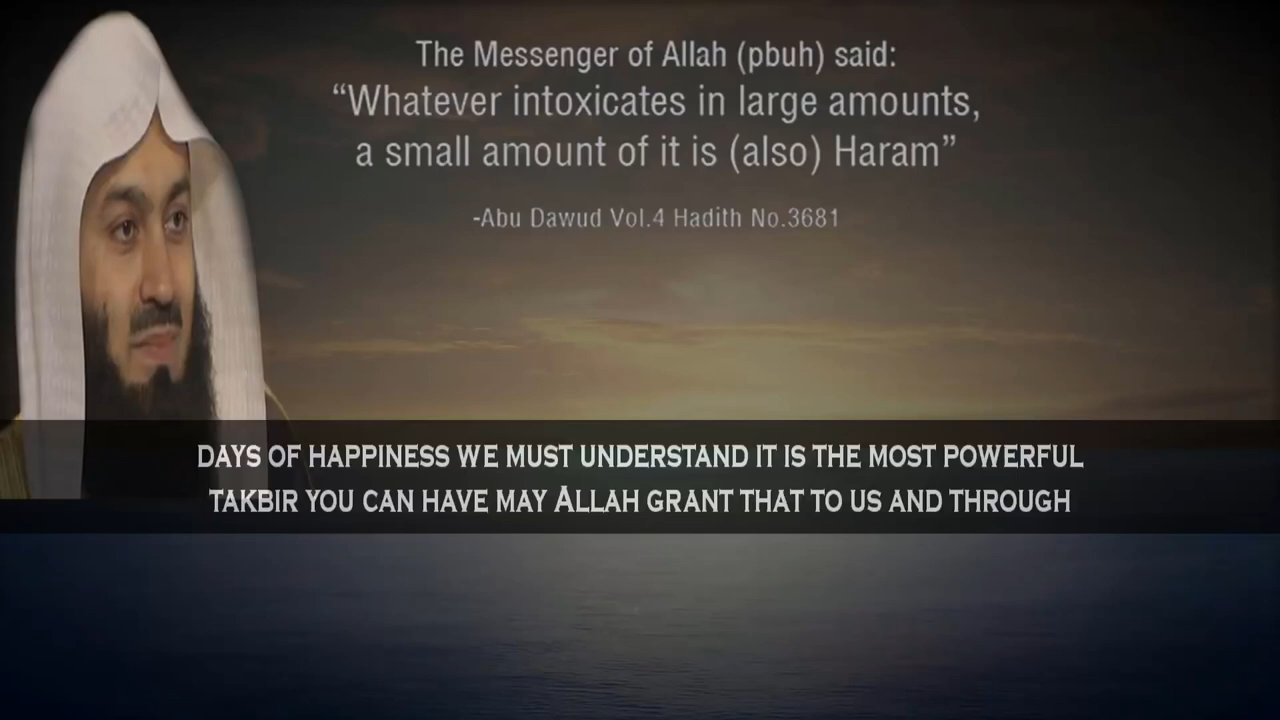 The Messenger of Allah (pbuh) said:
“Whatever intoxicates in large amounts,
a small amount of it is (also) Haram”
-Abu Dawud Vol.4 Hadith No.3681
DAYS OF HAPPINESS WE MUST UNDERSTAND IT IS THE MOST POWERFUL
TAKBIR YOU CAN HAVE MAY ALLAH GRANT THAT TO US AND THROUGH